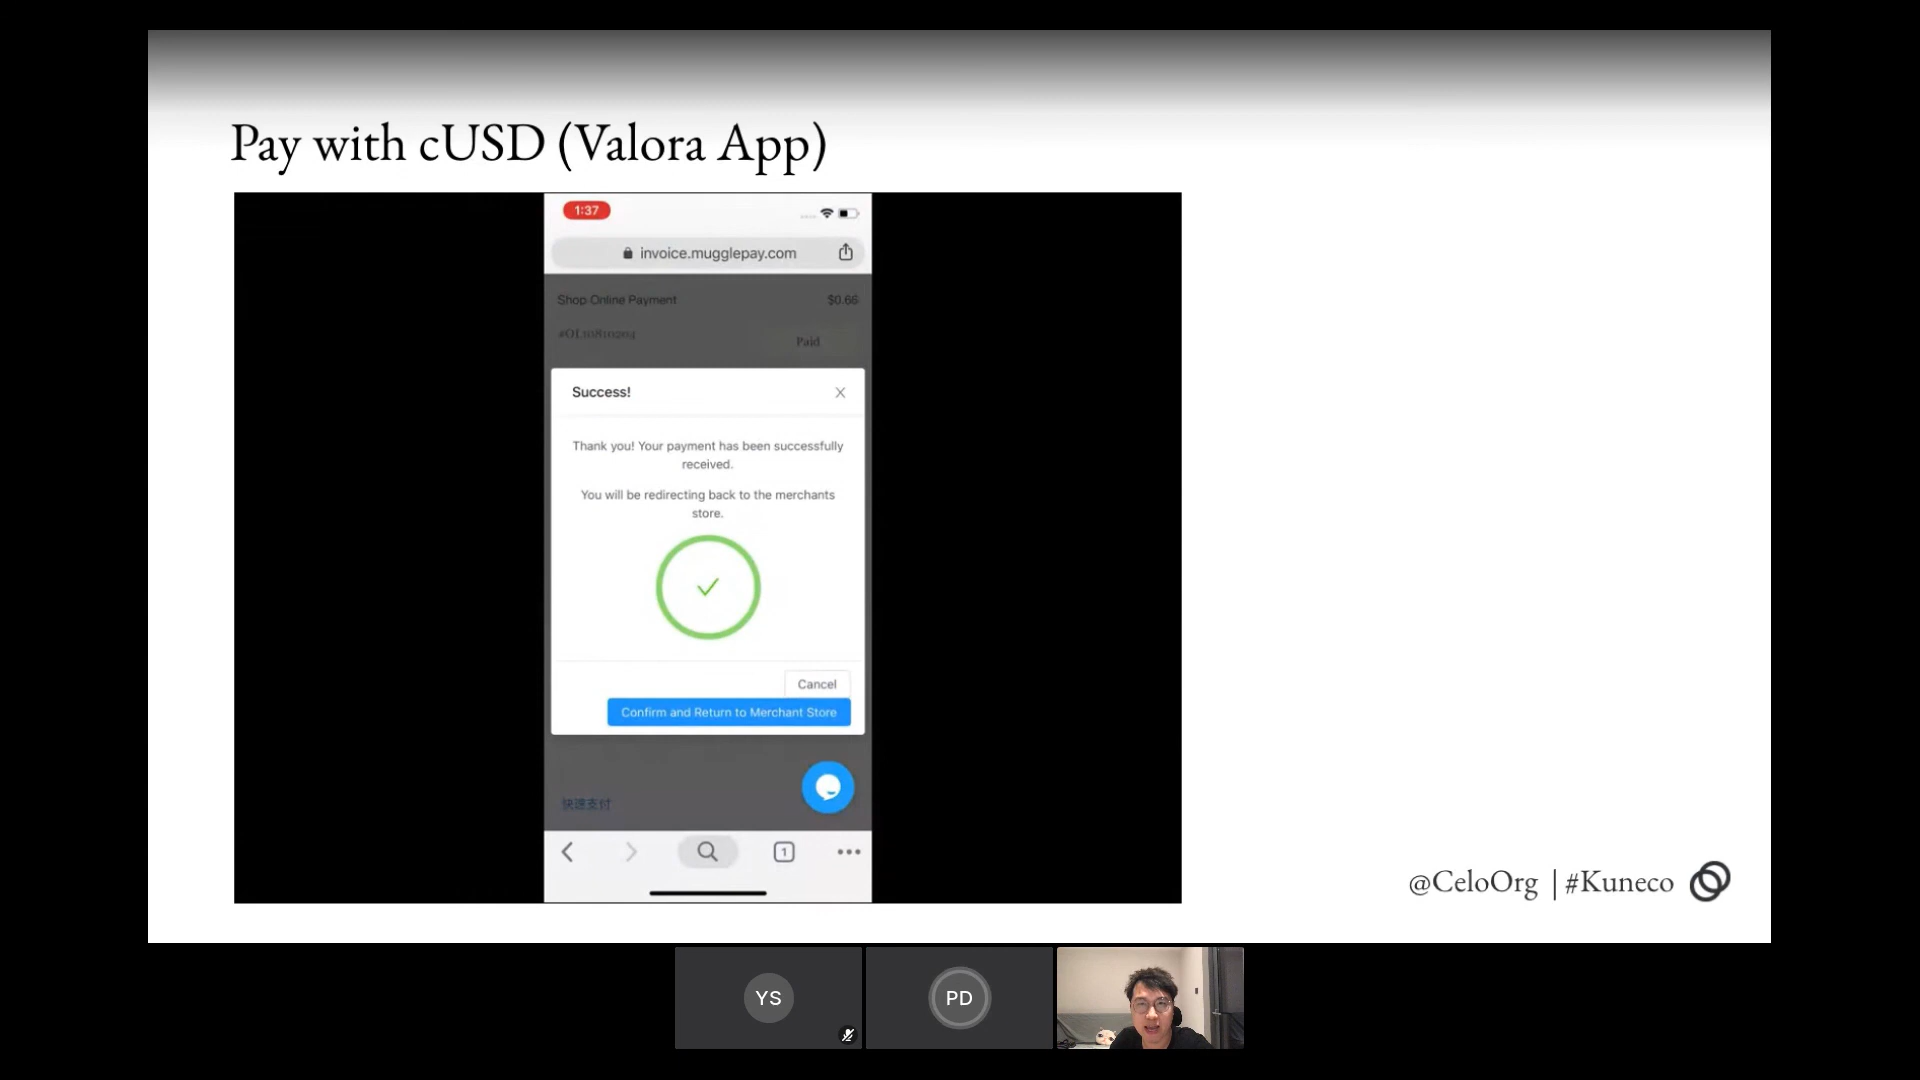 Pay with cUSD (Valora App)
1:37
invoice.mugglepay.com
Shop Online Payment
$0.66
Paid
Success!
Thank you! Your payment has been successfully
received.
You will be redirecting back to the merchants
store.
Cancel
Confirm and Return to Merchant Store
快速支付
1
@CeloOrg | #Kuneco
YS
PD